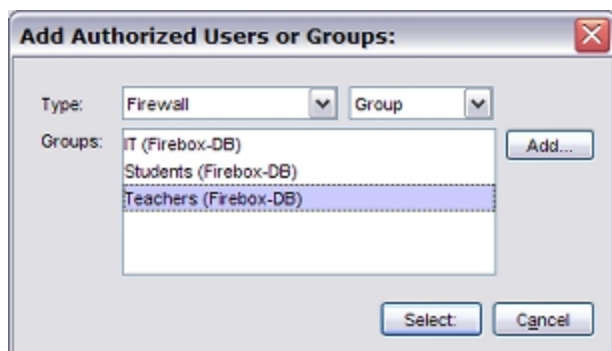 Add Authorized Users or Groups:
Type: Firewall Group
Groups: IT (Firebox-DB) Add...
Students (Firebox-DB)
Teachers (Firebox-DB)
Select: Cancel